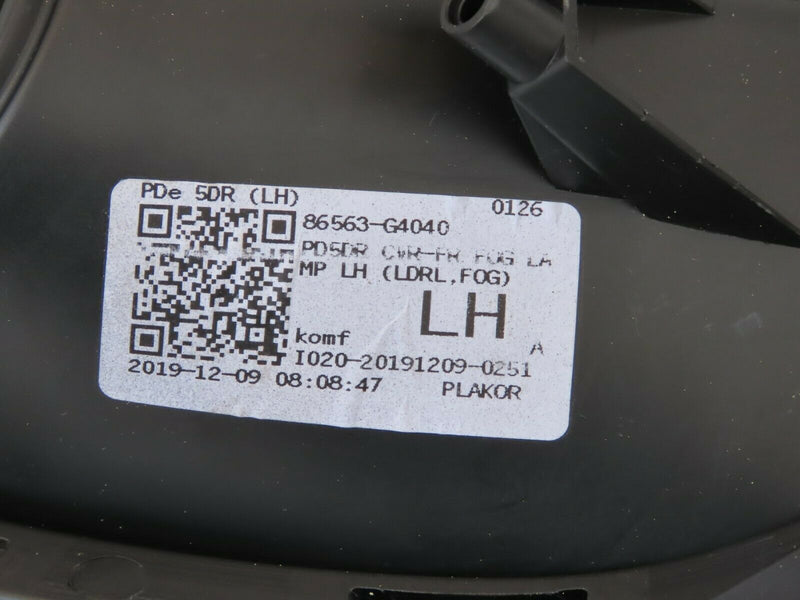 PDe 5DR (LH)
0126
86563-G4040
PD5DR CVR-FR FOG LA
MP LH (LDRL,FOG)
LH
komf
A
I020-20191209-0251
2019-12-09 08:08:47
PLAKOR